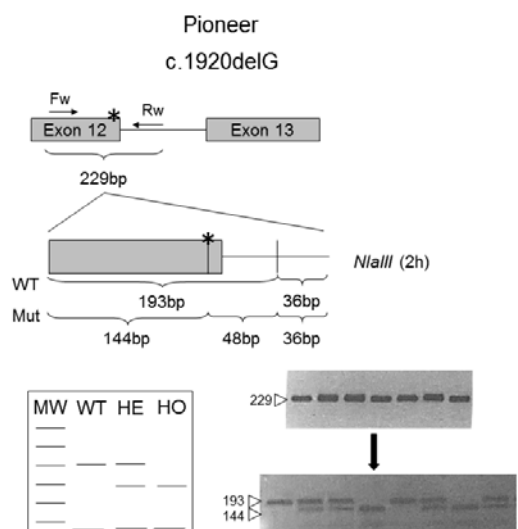 Pioneer
c.1920delG
Fw
*
Rw
Exon 12
Exon 13
229bp
*
NlaIII (2h)
WT
193bp
36bp
Mut
144bp
48bp
36bp
MW WT HE HO
229
193
144